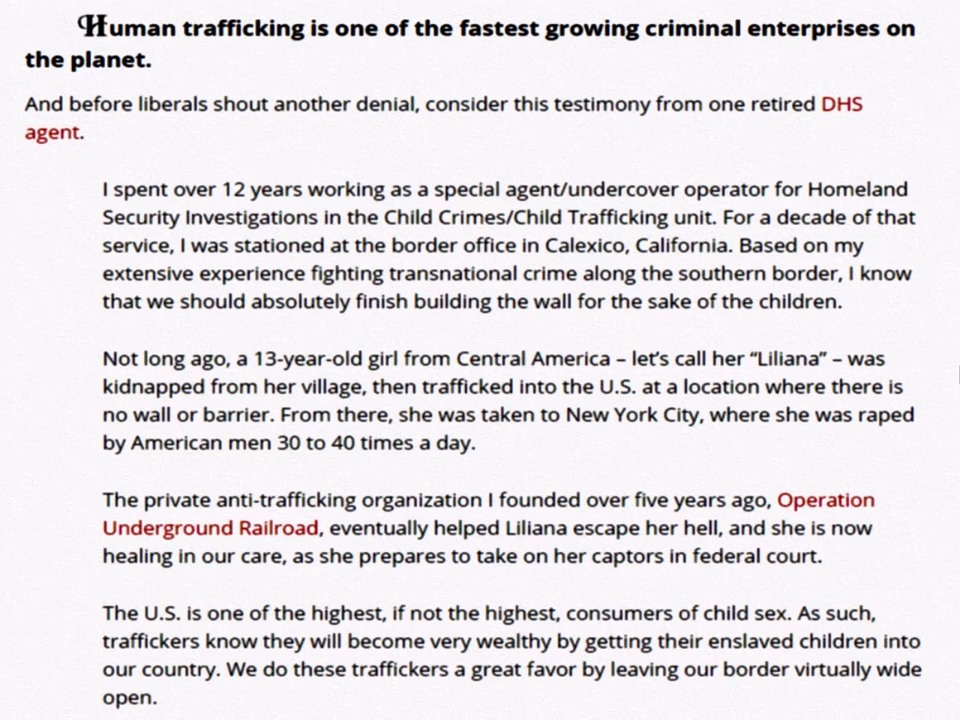 Human trafficking is one of the fastest growing criminal enterprises on
the planet.
And before liberals shout another denial, consider this testimony from one retired DHS
agent.
I spent over 12 years working as a special agent/undercover operator for Homeland
Security Investigations in the Child Crimes/Child Trafficking unit. For a decade of that
service, I was stationed at the border office in Calexico, California. Based on my
extensive experience fighting transnational crime along the southern border, I know
that we should absolutely finish building the wall for the sake of the children.
Not long ago, a 13-year-old girl from Central America – let’s call her “Liliana” – was
kidnapped from her village, then trafficked into the U.S. at a location where there is
no wall or barrier. From there, she was taken to New York City, where she was raped
by American men 30 to 40 times a day.
The private anti-trafficking organization I founded over five years ago, Operation
Underground Railroad, eventually helped Liliana escape her hell, and she is now
healing in our care, as she prepares to take on her captors in federal court.
The U.S. is one of the highest, if not the highest, consumers of child sex. As such,
traffickers know they will become very wealthy by getting their enslaved children into
our country. We do these traffickers a great favor by leaving our border virtually wide
open.